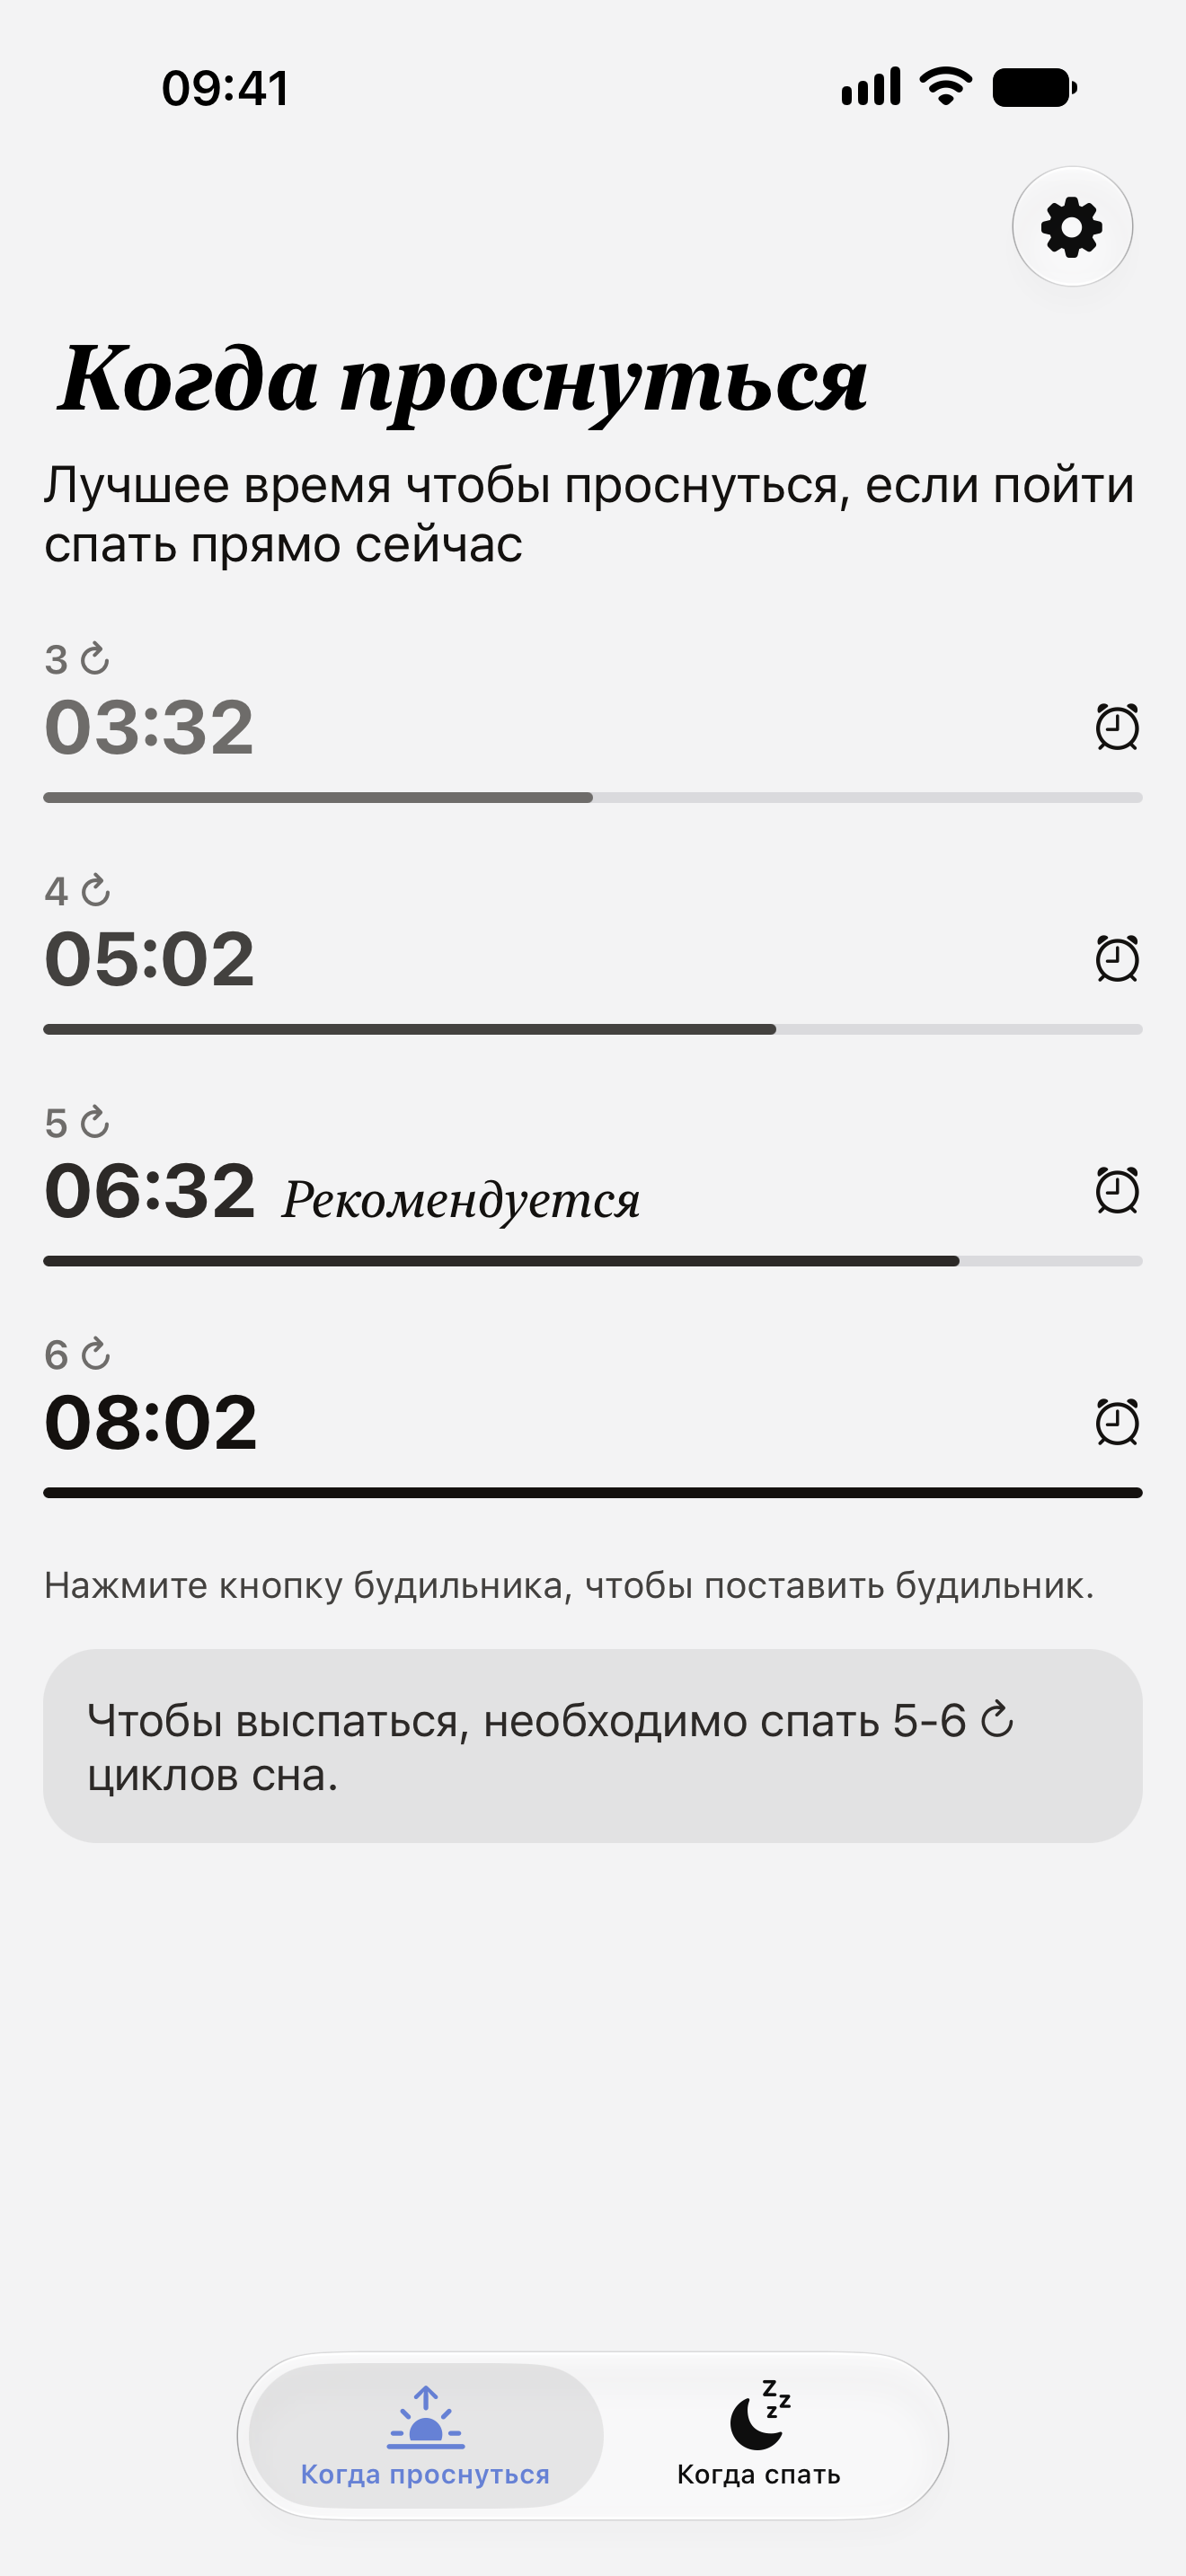 09:41
Когда проснуться
Лучшее время чтобы проснуться, если пойти
спать прямо сейчас
3
03:32
4
05:02
5
06:32 Рекомендуется
6
08:02
Нажмите кнопку будильника, чтобы поставить будильник.
Чтобы выспаться, необходимо спать 5-6
циклов сна.
Когда проснуться
zzz
Когда спать